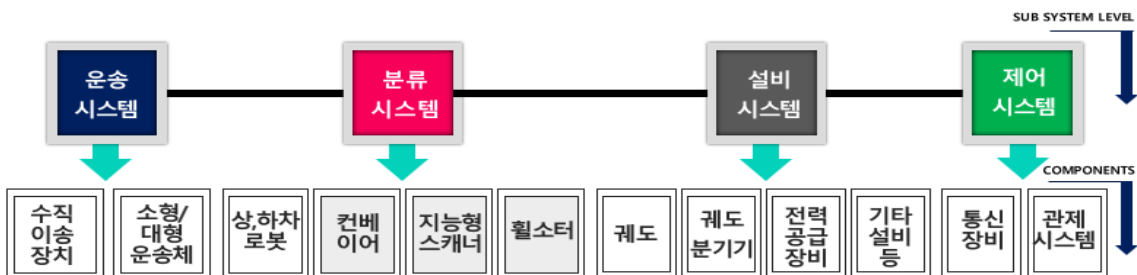 SUB SYSTEM LEVEL
운송
시스템
분류
시스템
설비
시스템
제어
시스템
COMPONENTS
수직
이송
장치
소형/
대형
운송체
상,하차
로봇
컨베
이어
지능형
스캐너
휠소터
궤도
궤도
분기기
전력
공급
장비
기타
설비
등
통신
장비
관제
시스템